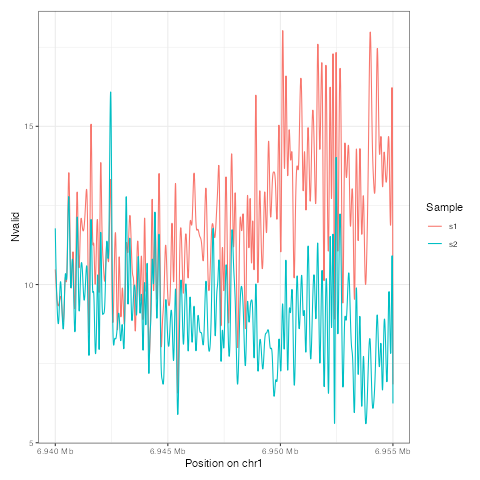 Nvalid
15
10
5
6.940 Mb
6.945 Mb
6.950 Mb
6.955 Mb
Position on chr1
Sample
s1
s2